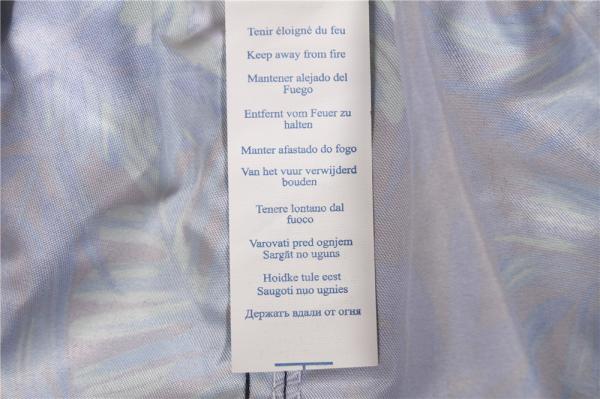 Tenir éloigné du feu
Keep away from fire
Mantener alejado del
Fuego
Entfernt vom Feuer zu
halten
Manter afastado do fogo
Van het vuur verwijderd
bouden
Tenere lontano dal
fuoco
Varovati pred ognjem
Sargāt no uguns
Hoidke tule eest
Saugoti nuo ugnies
Держать вдали от огня